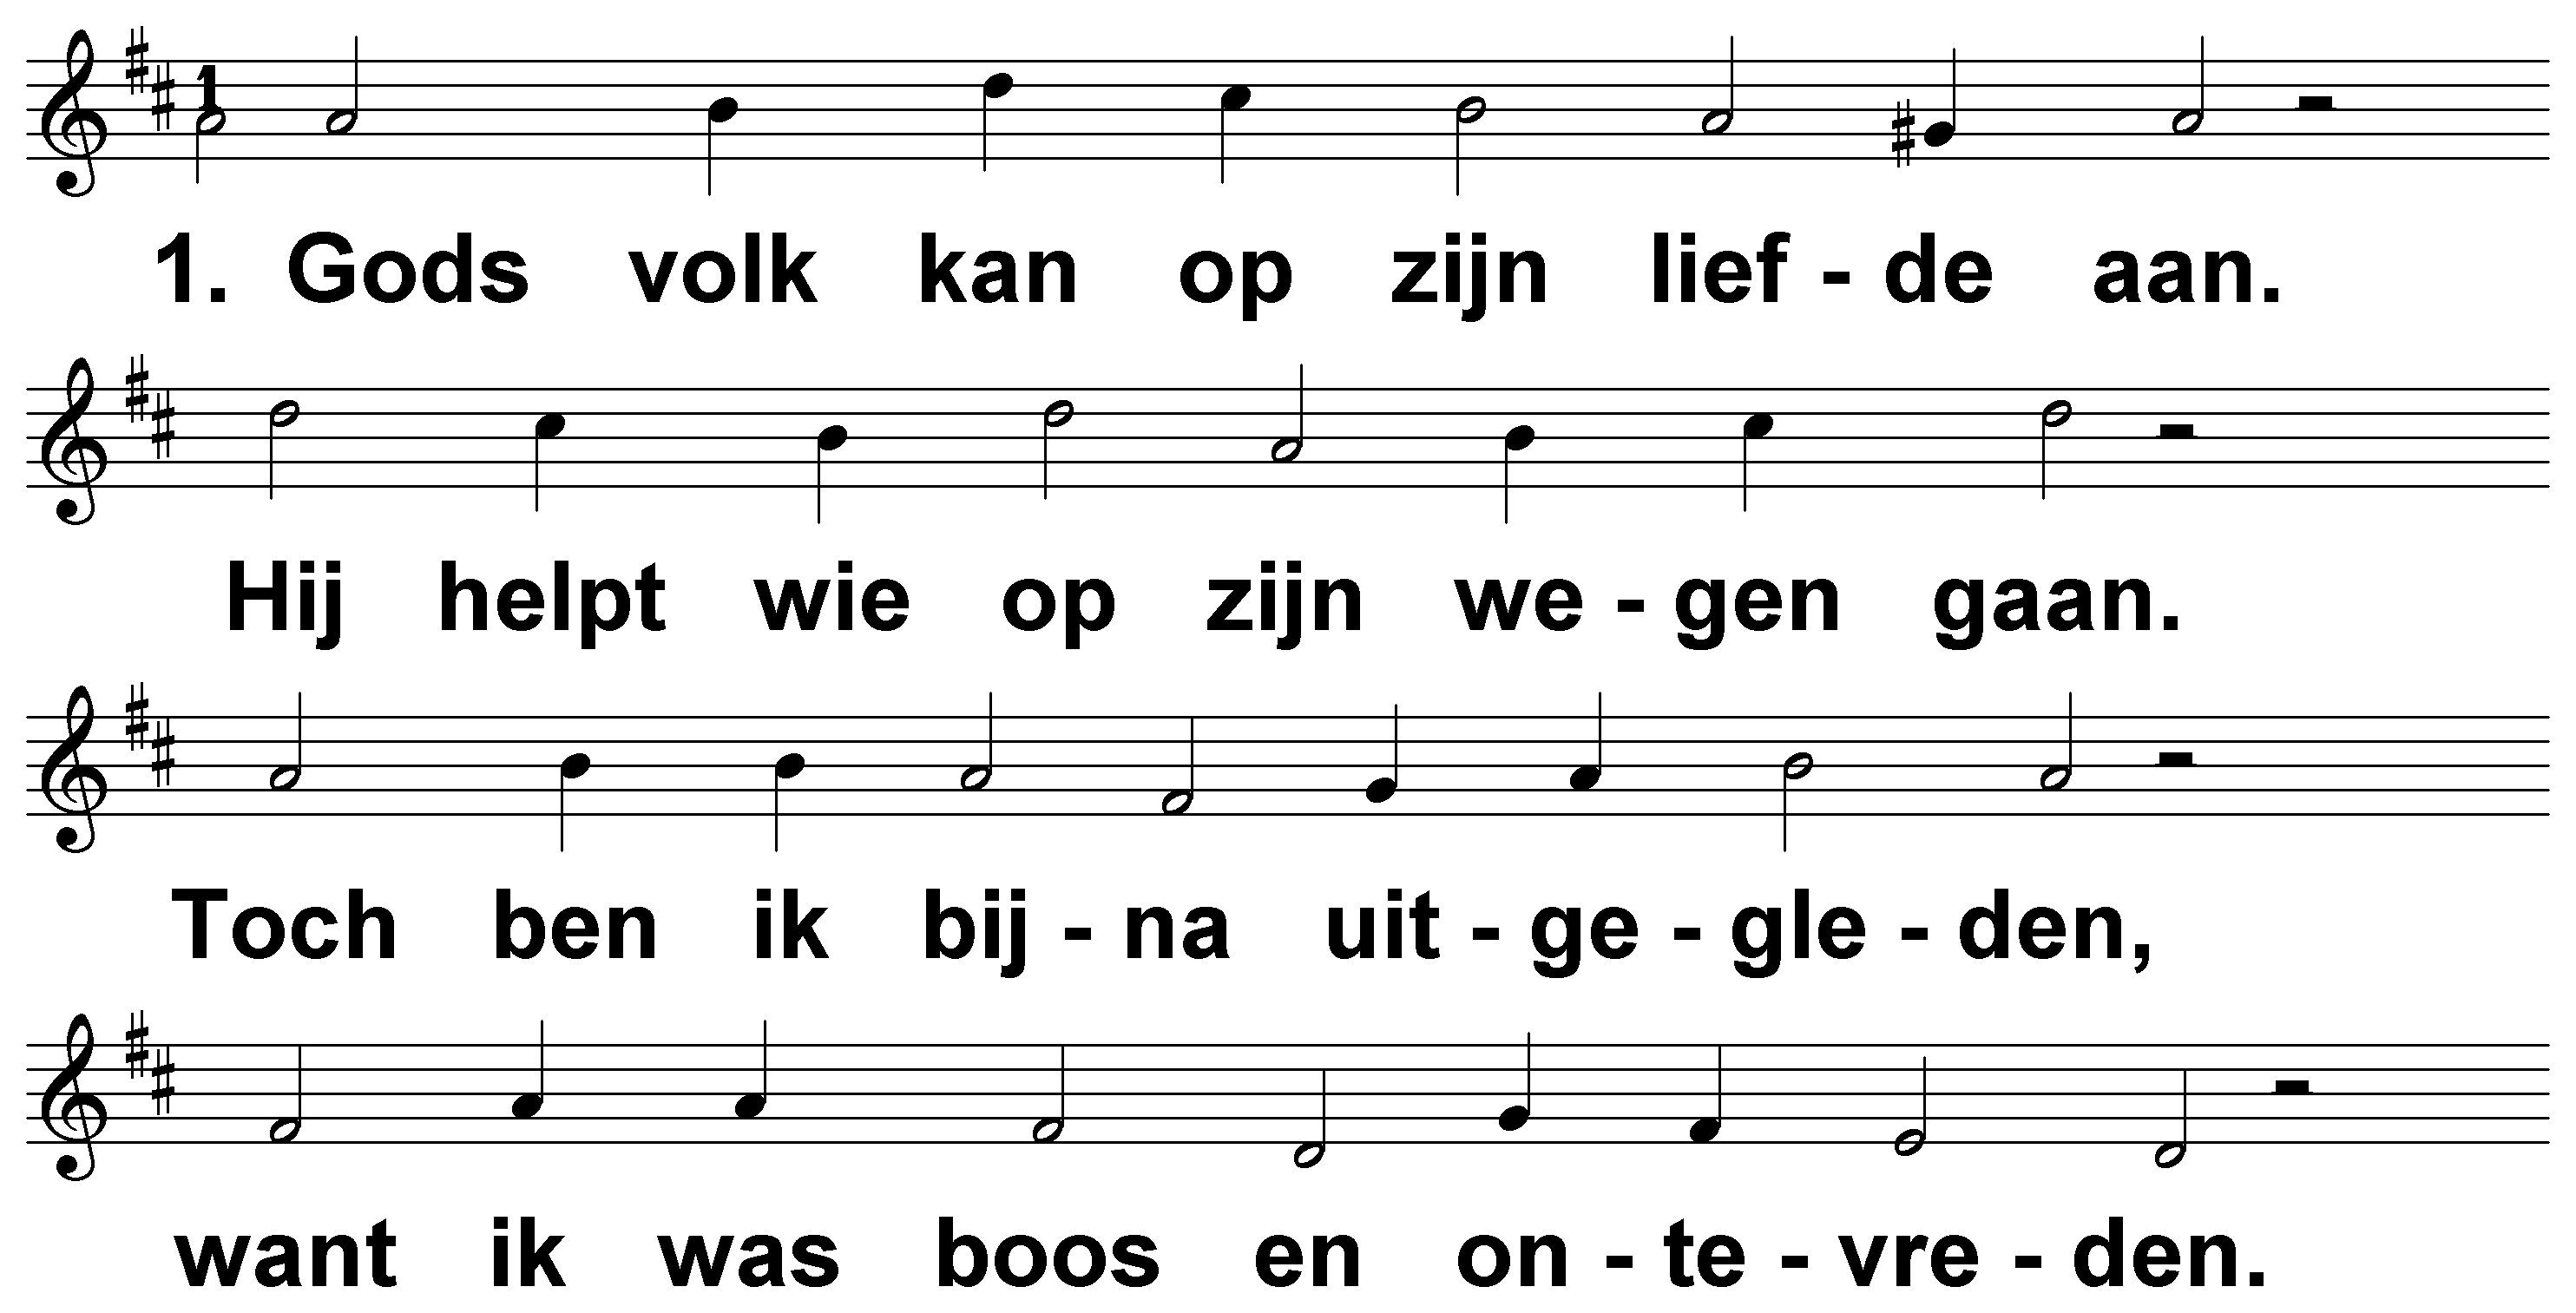 1
1. Gods volk kan op zijn lief - de aan.
Hij helpt wie op zijn we - gen gaan.
Toch ben ik bij - na uit - ge - gle - den,
want ik was boos en on - te - vre - den.